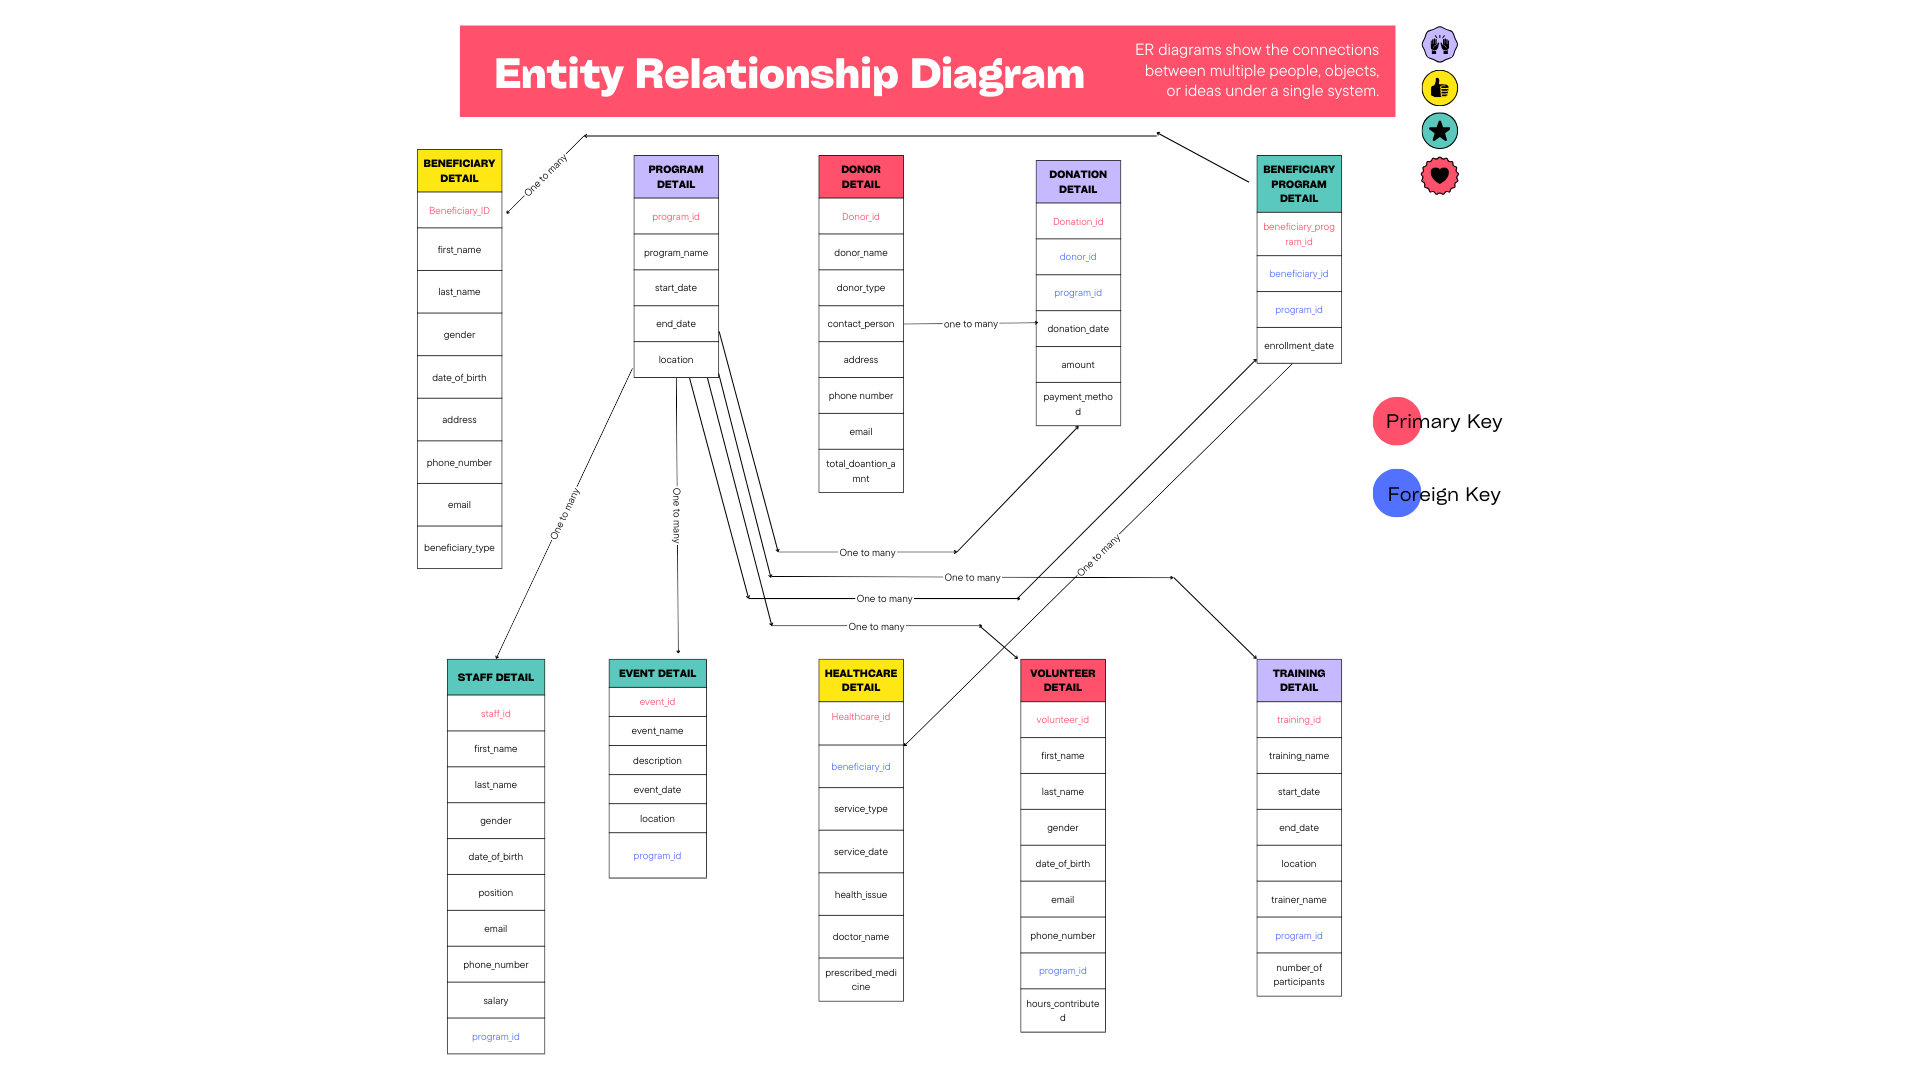 Entity Relationship Diagram
ER diagrams show the connections
between multiple people, objects,
or ideas under a single system.
BENEFICIARY
DETAIL
Beneficiary_ID
first_name
last_name
gender
date_of_birth
address
phone_number
email
beneficiary_type
One to many
PROGRAM
DETAIL
program_id
program_name
start_date
end_date
location
DONOR
DETAIL
Donor_id
donor_name
donor_type
contact_person
address
phone number
email
total_doantion_a
mnt
one to many
DONATION
DETAIL
Donation_id
donor_id
program_id
donation_date
amount
payment_metho
d
BENEFICIARY
PROGRAM
DETAIL
beneficiary_prog
ram_id
beneficiary_id
program_id
enrollment_date
Primary Key
Foreign Key
One to many
One to many
One to many
One to many
One to many
One to many
One to many
STAFF DETAIL
staff_id
first_name
last_name
gender
date_of_birth
position
email
phone_number
salary
program_id
EVENT DETAIL
event_id
event_name
description
event_date
location
program_id
HEALTHCARE
DETAIL
Healthcare_id
beneficiary_id
service_type
service_date
health_issue
doctor_name
prescribed_medi
cine
VOLUNTEER
DETAIL
volunteer_id
first_name
last_name
gender
date_of_birth
email
phone_number
program_id
hours_contribute
d
TRAINING
DETAIL
training_id
training_name
start_date
end_date
location
trainer_name
program_id
number_of
participants